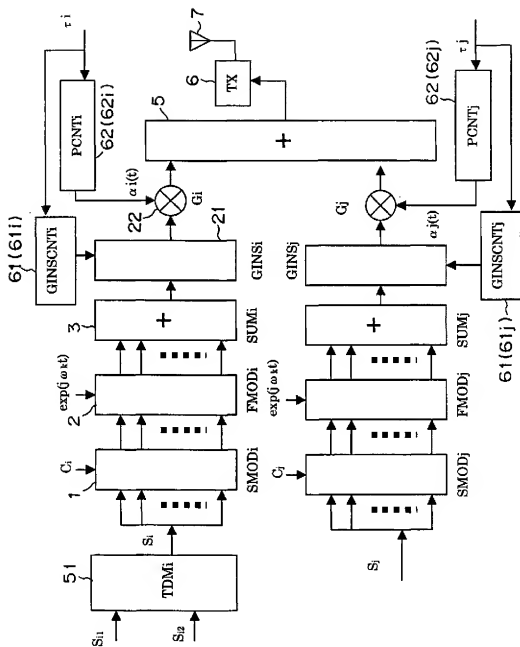 7
6
TX
5
+
τ i
PCNTi
62(62i)
αi(t)
22
Gi
61(61i)
GINSCNTi
21
GINSi
3
+
SUMi
exp(jωkt)
2
FMODi
Ci
1
SMODi
Si
51
TDMi
Si1
Si2
τ j
PCNTj
62(62j)
αj(t)
Gj
GINSCNTj
61(61j)
GINSj
+
SUMj
exp(jωkt)
FMODj
Cj
SMODj
Sj